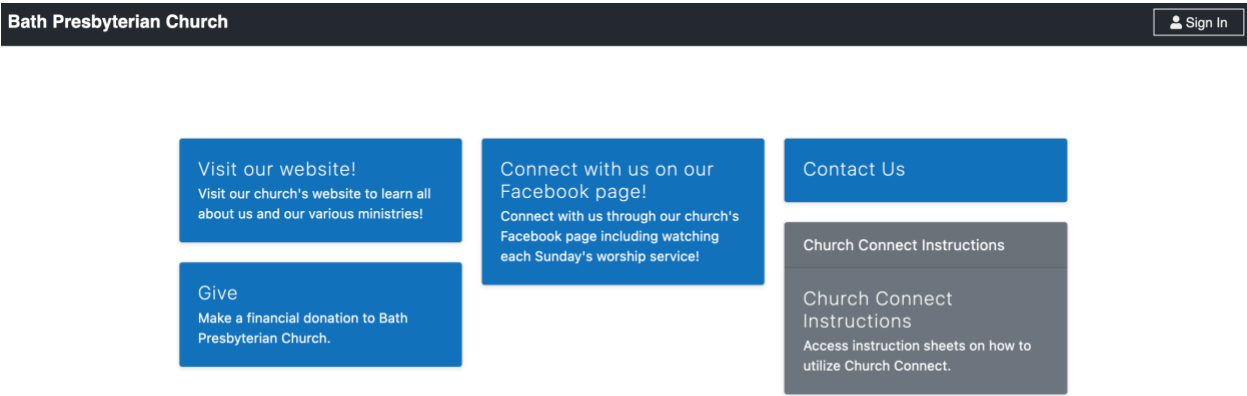 Bath Presbyterian Church
Sign In
Visit our website!
Visit our church's website to learn all
about us and our various ministries!
Give
Make a financial donation to Bath
Presbyterian Church.
Connect with us on our
Facebook page!
Connect with us through our church's
Facebook page including watching
each Sunday's worship service!
Contact Us
Church Connect Instructions
Church Connect
Instructions
Access instruction sheets on how to
utilize Church Connect.